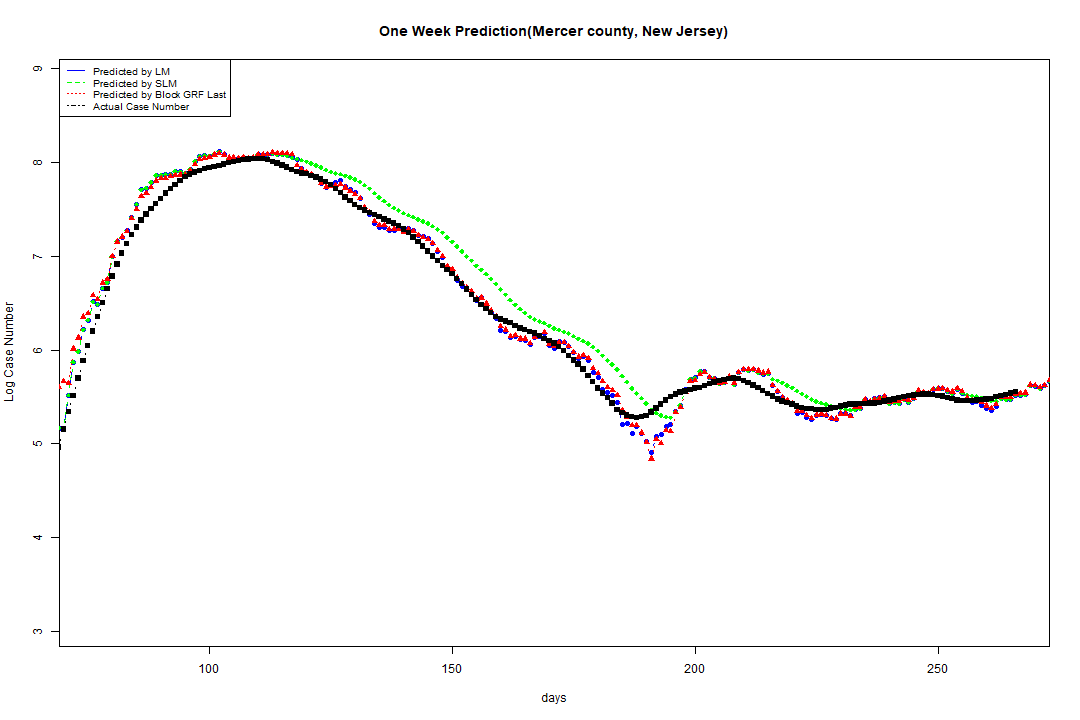 One Week Prediction(Mercer county, New Jersey)
Predicted by LM
Predicted by SLM
Predicted by Block GRF Last
Actual Case Number
9
8
7
6
5
4
3
Log Case Number
100
150
200
250
days